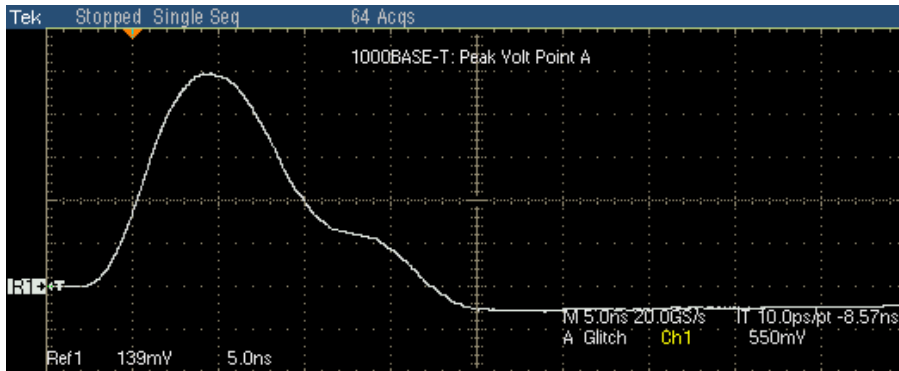 Tek Stopped Single Seq 64 Acqs
1000BASE-T: Peak Volt Point A
R1 T
M 5.0ns 20.0GS/s IT 10.0ps/pt -8.57ns
A Glitch Ch1 550mV
Ref1 139mV 5.0ns